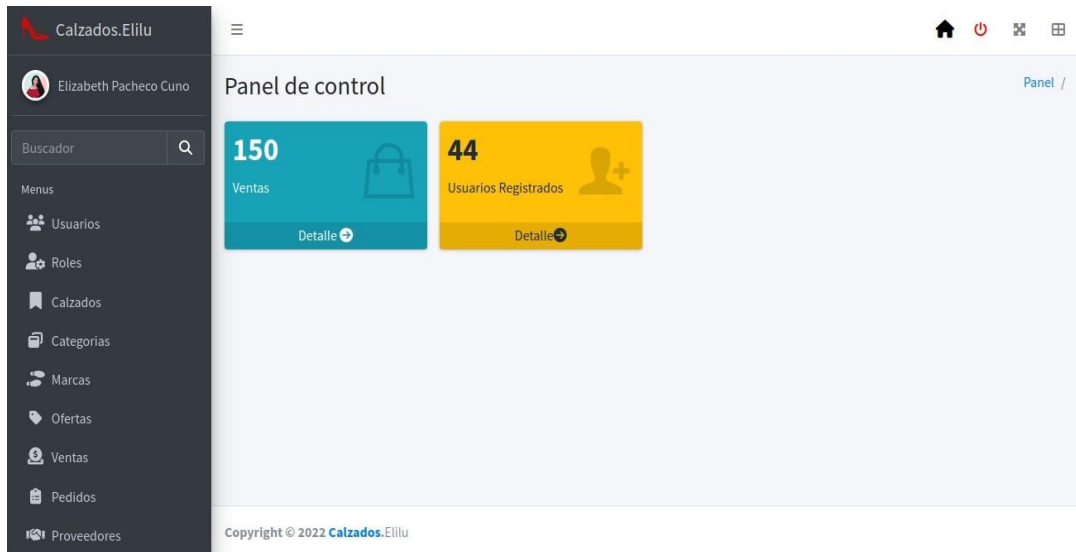 Calzados.Elilu
Elizabeth Pacheco Cuno
Buscador
Menus
Usuarios
Roles
Calzados
Categorias
Marcas
Ofertas
Ventas
Pedidos
Proveedores
Panel de control
Panel /
150
Ventas
Detalle
44
Usuarios Registrados
Detalle
Copyright © 2022 Calzados.Elilu